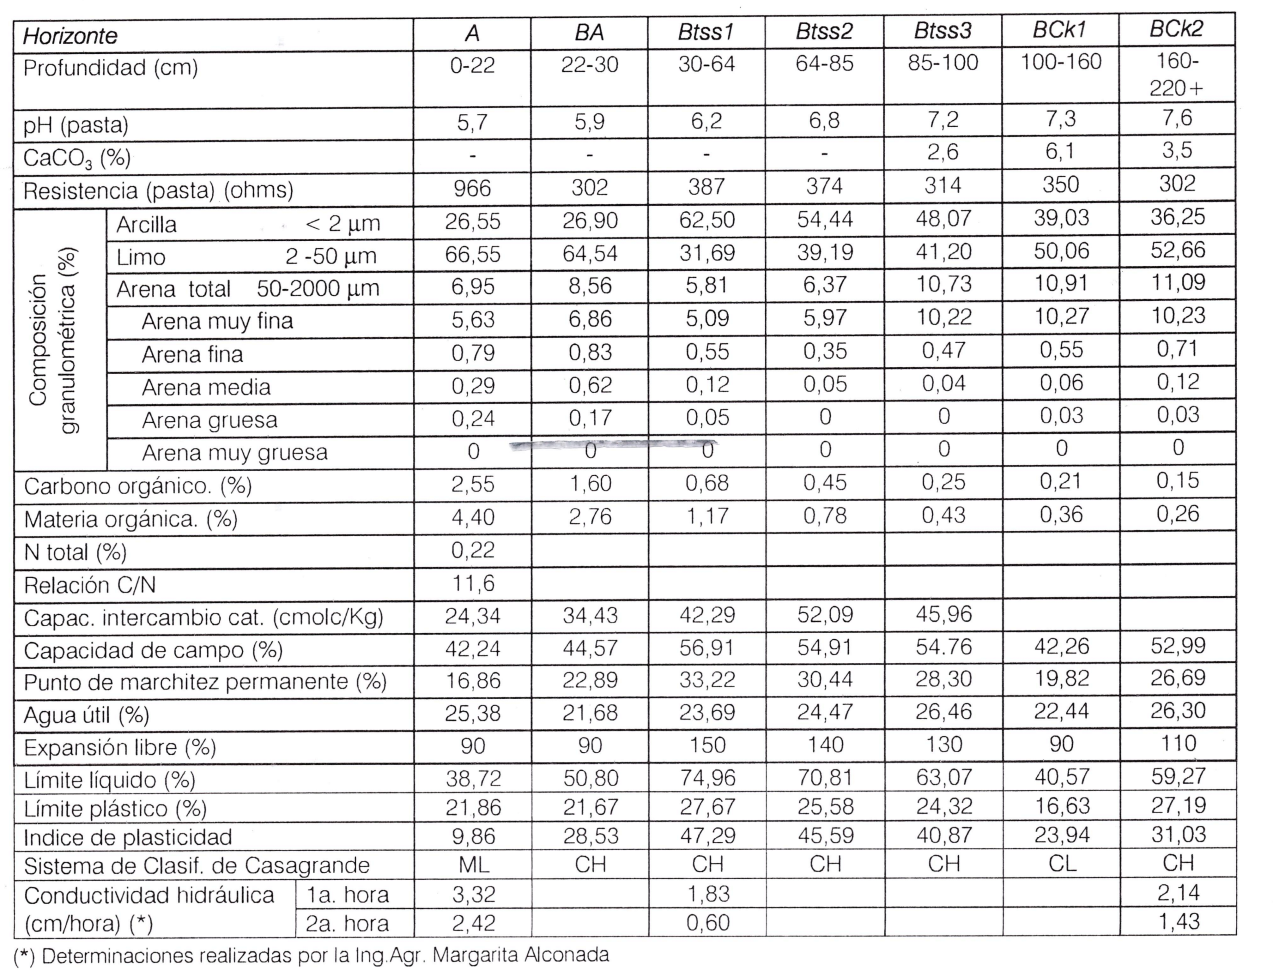 Horizonte A BA Btss1 Btss2 Btss3 BCk1 BCk2
Profundidad (cm) 0-22 22-30 30-64 64-85 85-100 100-160 160-
220+
pH (pasta) 5,7 5,9 6,2 6,8 7,2 7,3 7,6
CaCO₃ (%) - - - - 2,6 6,1 3,5
Resistencia (pasta) (ohms) 966 302 387 374 314 350 302
Composición
granulométrica (%)
Arcilla < 2 µm 26,55 26,90 62,50 54,44 48,07 39,03 36,25
Limo 2 -50 µm 66,55 64,54 31,69 39,19 41,20 50,06 52,66
Arena total 50-2000 µm 6,95 8,56 5,81 6,37 10,73 10,91 11,09
Arena muy fina 5,63 6,86 5,09 5,97 10,22 10,27 10,23
Arena fina 0,79 0,83 0,55 0,35 0,47 0,55 0,71
Arena media 0,29 0,62 0,12 0,05 0,04 0,06 0,12
Arena gruesa 0,24 0,17 0,05 0 0 0,03 0,03
Arena muy gruesa 0 0 0 0 0 0 0
Carbono orgánico. (%) 2,55 1,60 0,68 0,45 0,25 0,21 0,15
Materia orgánica. (%) 4,40 2,76 1,17 0,78 0,43 0,36 0,26
N total (%) 0,22
Relación C/N 11,6
Capac. intercambio cat. (cmolc/Kg) 24,34 34,43 42,29 52,09 45,96
Capacidad de campo (%) 42,24 44,57 56,91 54,91 54.76 42,26 52,99
Punto de marchitez permanente (%) 16,86 22,89 33,22 30,44 28,30 19,82 26,69
Agua útil (%) 25,38 21,68 23,69 24,47 26,46 22,44 26,30
Expansión libre (%) 90 90 150 140 130 90 110
Límite líquido (%) 38,72 50,80 74,96 70,81 63,07 40,57 59,27
Límite plástico (%) 21,86 21,67 27,67 25,58 24,32 16,63 27,19
Indice de plasticidad 9,86 28,53 47,29 45,59 40,87 23,94 31,03
Sistema de Clasif. de Casagrande ML CH CH CH CH CL CH
Conductividad hidráulica 1a. hora 3,32 1,83 2,14
(cm/hora) (*) 2a. hora 2,42 0,60 1,43
(*) Determinaciones realizadas por la Ing.Agr. Margarita Alconada